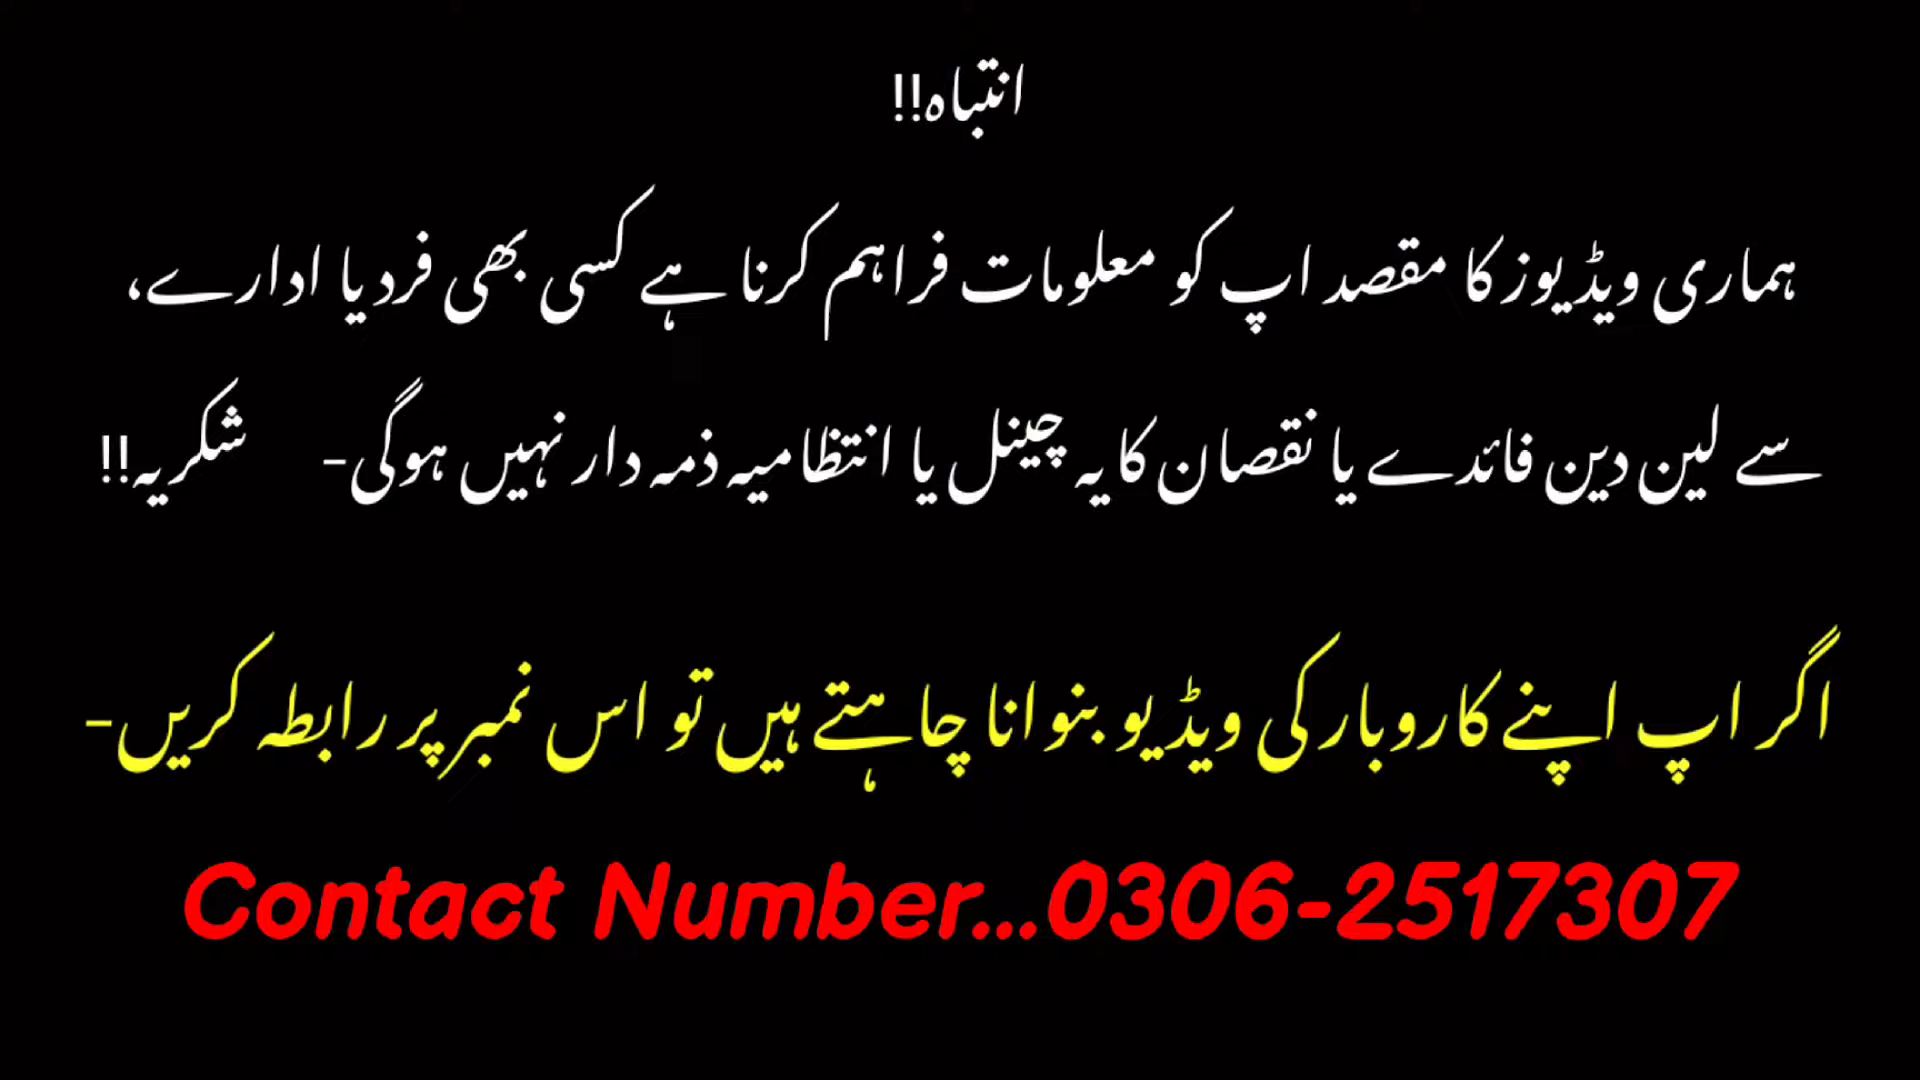 انتباہ!!
ہماری ویڈیوز کا مقصد اپ کو معلومات فراہم کرنا ہے کسی بھی فرد یا ادارے،
سے لین دین فائدے یا نقصان کا یہ چینل یا انتظامیہ ذمہ دار نہیں ہوگی- شکریہ!!
اگر اپ اپنے کاروبار کی ویڈیو بنوانا چاہتے ہیں تو اس نمبر پر رابطہ کریں-
Contact Number...0306-2517307